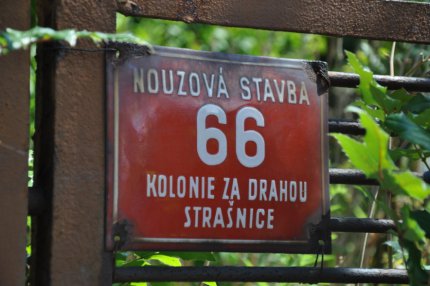 NOUZOVÁ STAVBA
66
KOLONIE ZA DRAHOU
STRAŠNICE